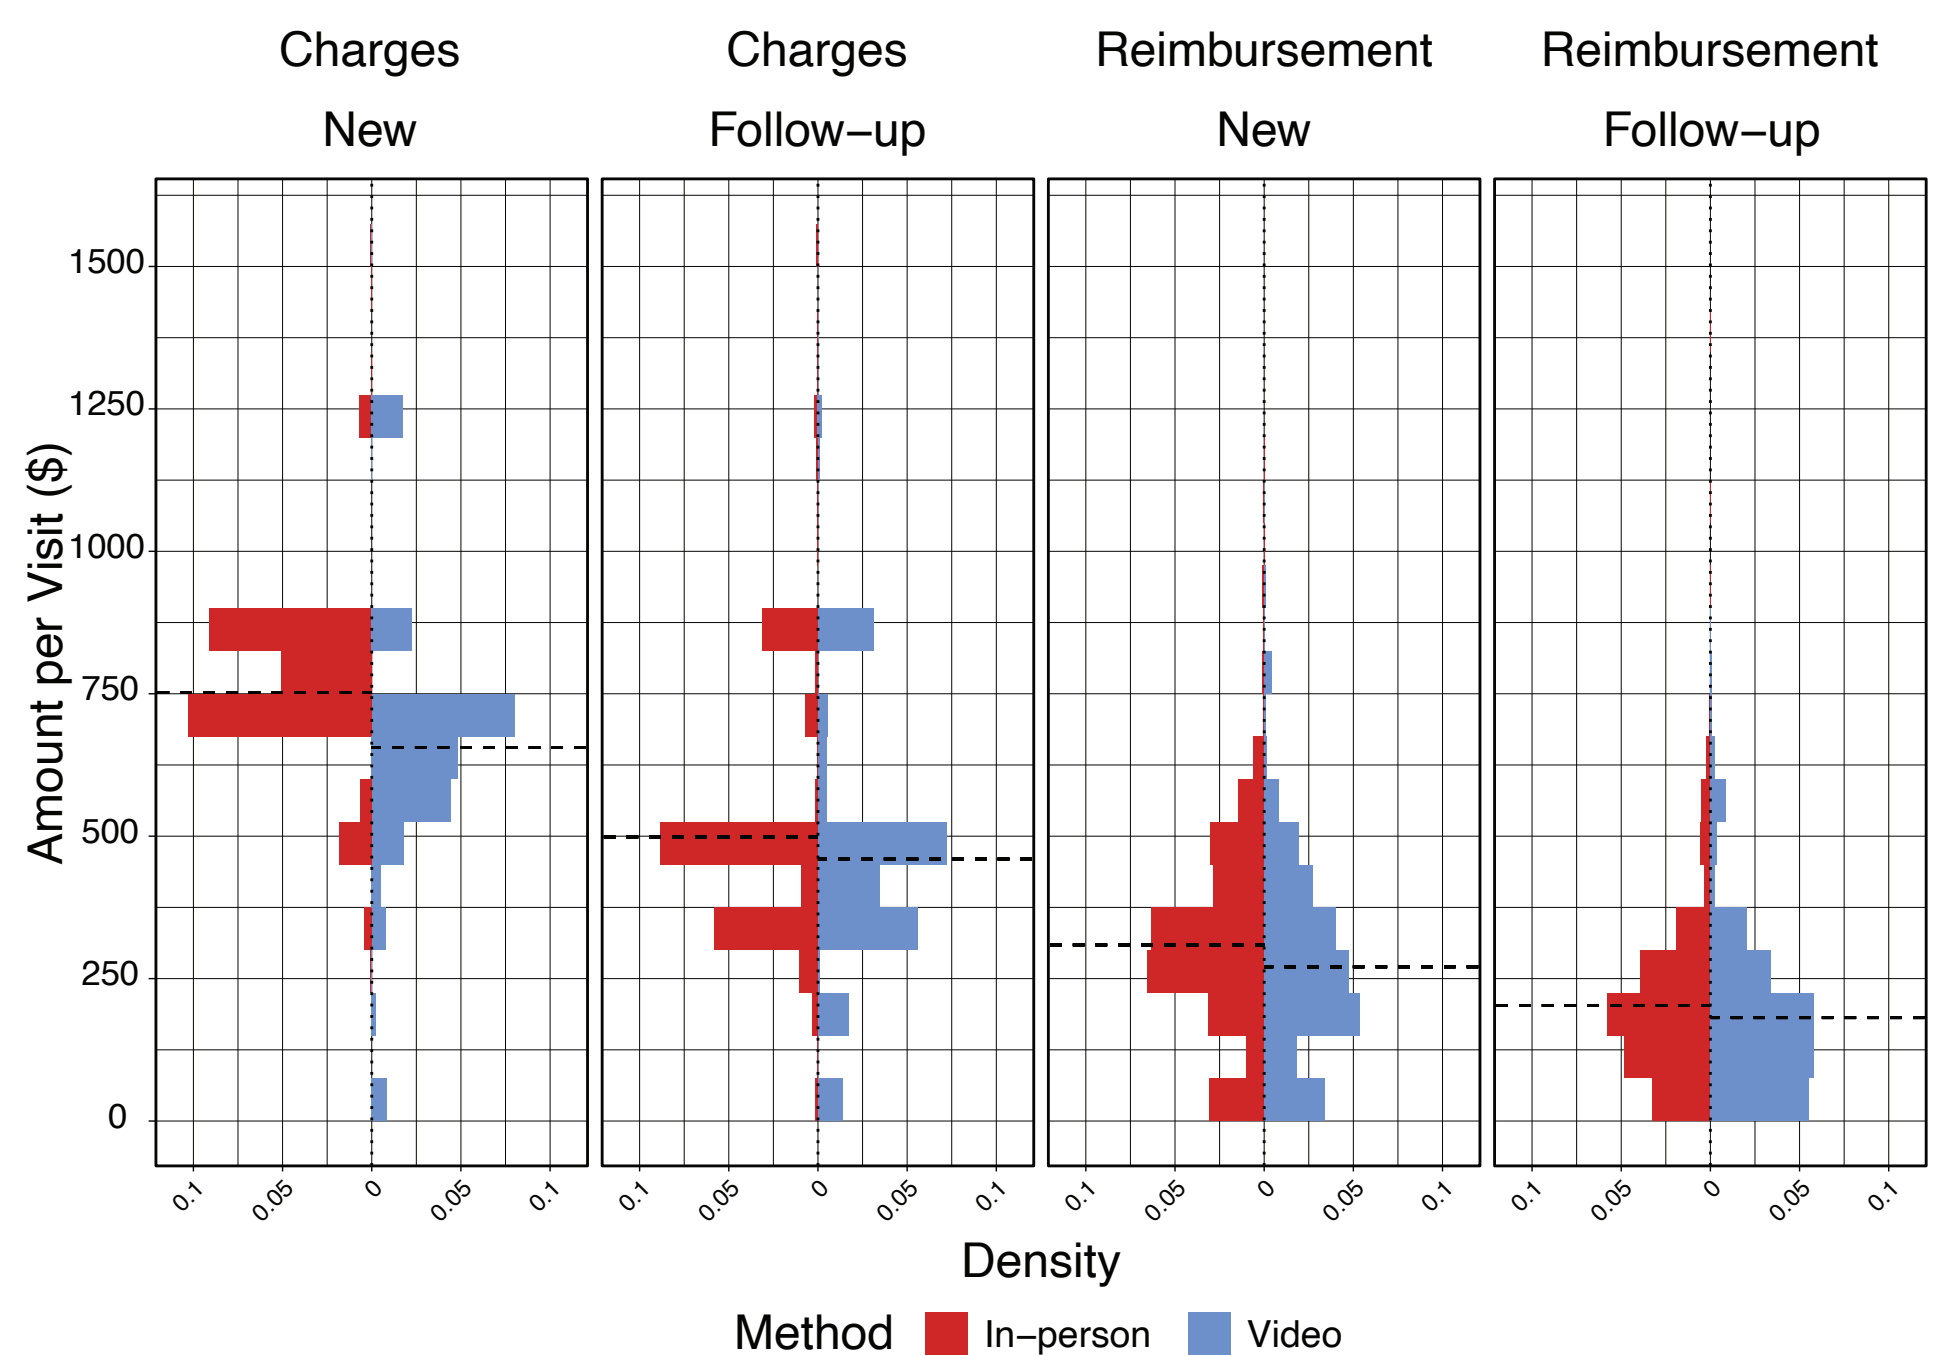 Charges Charges Reimbursement Reimbursement
New Follow−up New Follow−up
Amount per Visit ($)
1500
1250
1000
750
500
250
0
0.1 0.05 0 0.05 0.1 0.1 0.05 0 0.05 0.1 0.1 0.05 0 0.05 0.1 0.1 0.05 0 0.05 0.1
Density
Method In−person Video